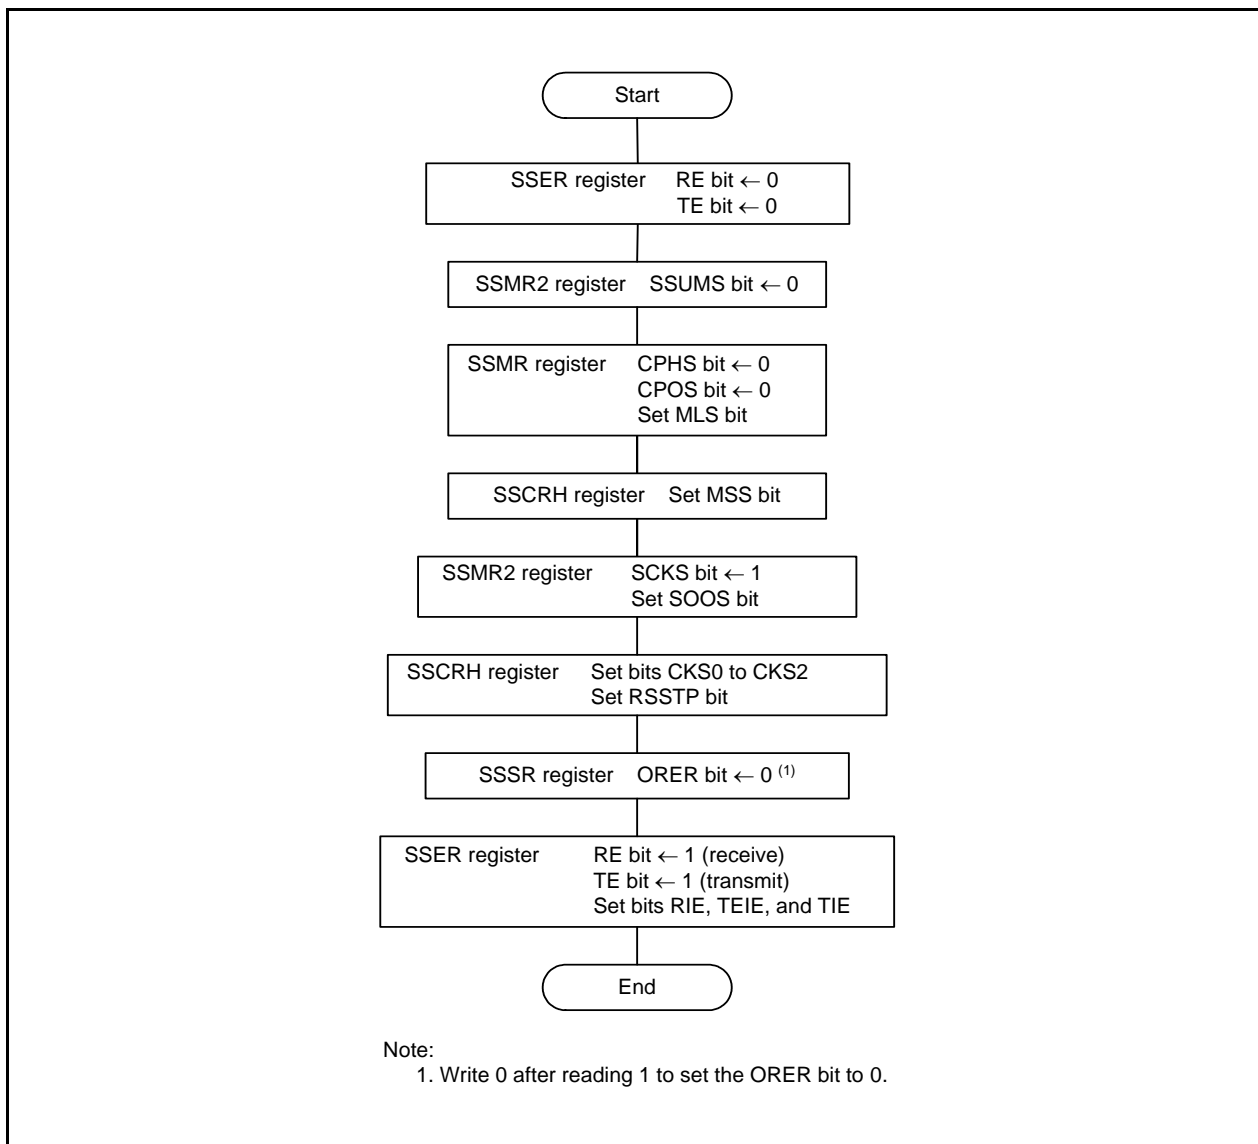 Start
SSER register RE bit ← 0
TE bit ← 0
SSMR2 register SSUMS bit ← 0
SSMR register CPHS bit ← 0
CPOS bit ← 0
Set MLS bit
SSCRH register Set MSS bit
SSMR2 register SCKS bit ← 1
Set SOOS bit
SSCRH register Set bits CKS0 to CKS2
Set RSSTP bit
SSSR register ORER bit ← 0 (1)
SSER register RE bit ← 1 (receive)
TE bit ← 1 (transmit)
Set bits RIE, TEIE, and TIE
End
Note:
1. Write 0 after reading 1 to set the ORER bit to 0.